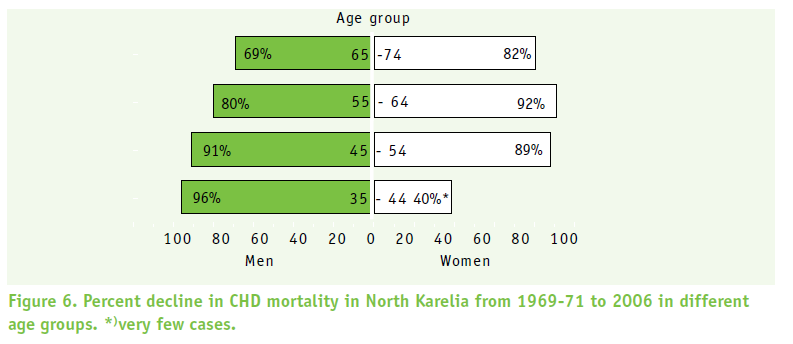 Age group
69% 65 -74 82%
80% 55 - 64 92%
91% 45 - 54 89%
96% 35 - 44 40%*
100 80 60 40 20 0 20 40 60 80 100
Men Women
Figure 6. Percent decline in CHD mortality in North Karelia from 1969-71 to 2006 in different
age groups. *)very few cases.